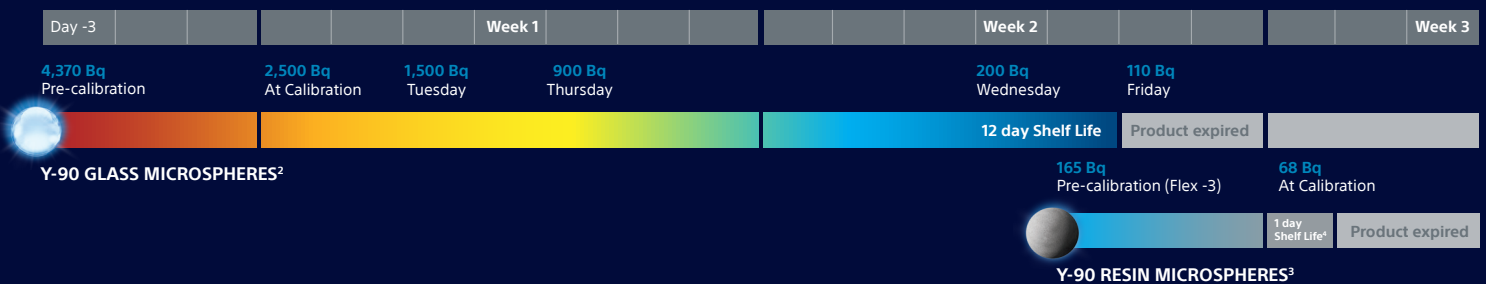 Day -3
Week 1
Week 2
Week 3
4,370 Bq
Pre-calibration
2,500 Bq
At Calibration
1,500 Bq
Tuesday
900 Bq
Thursday
200 Bq
Wednesday
110 Bq
Friday
12 day Shelf Life
Product expired
Y-90 GLASS MICROSPHERES²
165 Bq
Pre-calibration (Flex -3)
68 Bq
At Calibration
1 day
Shelf Life⁴
Product expired
Y-90 RESIN MICROSPHERES³